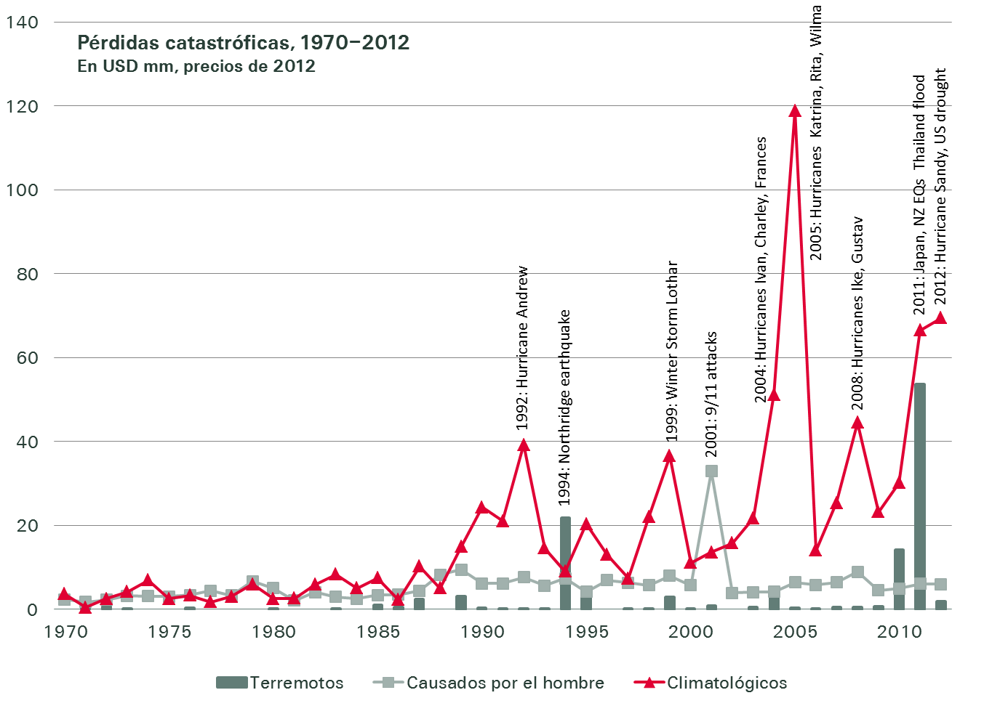 Pérdidas catastróficas, 1970–2012
En USD mm, precios de 2012
140
120
100
80
60
40
20
0
1992: Hurricane Andrew
1994: Northridge earthquake
1999: Winter Storm Lothar
2001: 9/11 attacks
2004: Hurricanes Ivan, Charley, Frances
2005: Hurricanes Katrina, Rita, Wilma
2008: Hurricanes Ike, Gustav
2011: Japan, NZ EQs Thailand flood
2012: Hurricane Sandy, US drought
1970 1975 1980 1985 1990 1995 2000 2005 2010
Terremotos Causados por el hombre Climatológicos